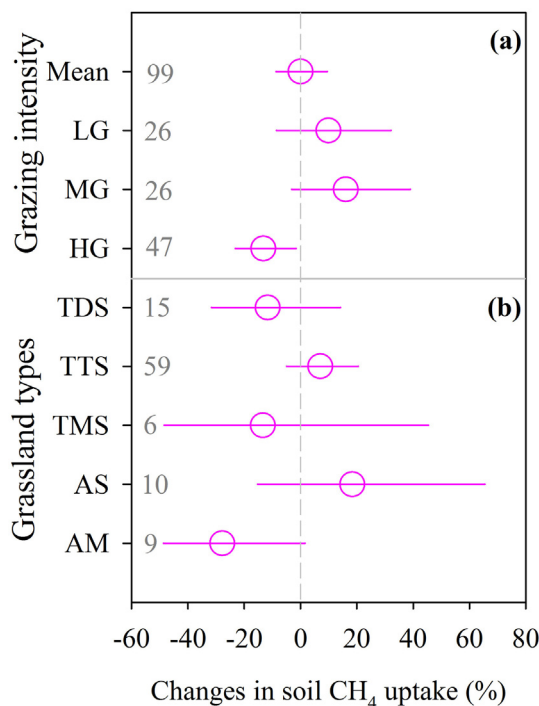 Grazing intensity
(a)
Mean 99
LG 26
MG 26
HG 47
Grassland types
(b)
TDS 15
TTS 59
TMS 6
AS 10
AM 9
-60 -40 -20 0 20 40 60 80
Changes in soil CH₄ uptake (%)